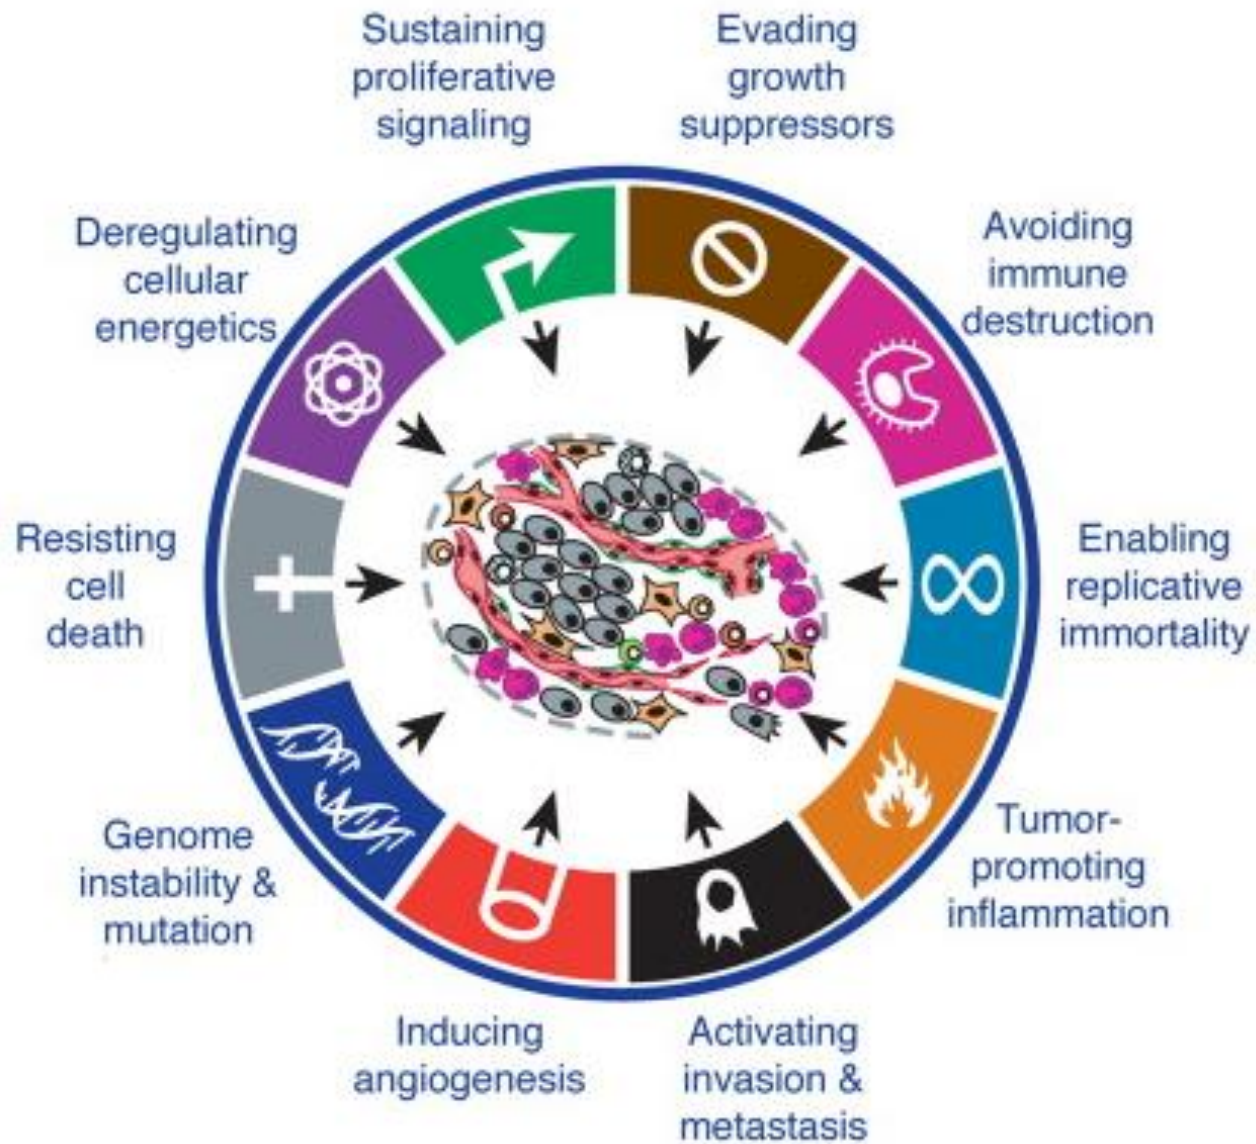 Sustaining
proliferative
signaling
Evading
growth
suppressors
Avoiding
immune
destruction
Enabling
replicative
immortality
Tumor-
promoting
inflammation
Activating
invasion &
metastasis
Inducing
angiogenesis
Genome
instability &
mutation
Resisting
cell
death
Deregulating
cellular
energetics